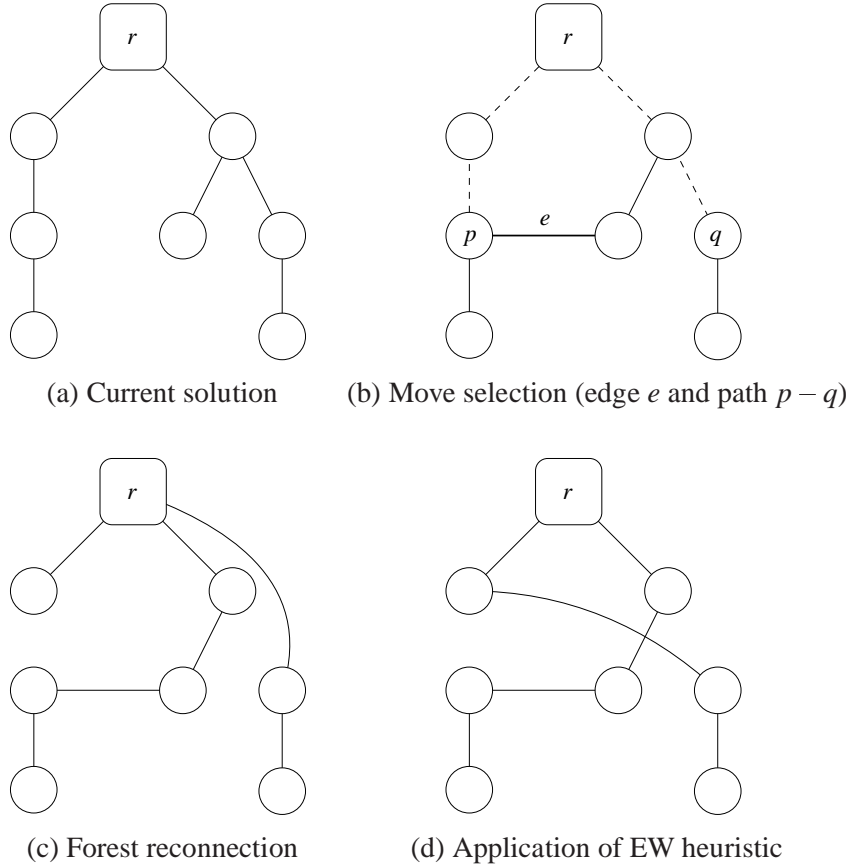 r
r
p
e
q
(a) Current solution
(b) Move selection (edge e and path p – q)
r
r
(c) Forest reconnection
(d) Application of EW heuristic